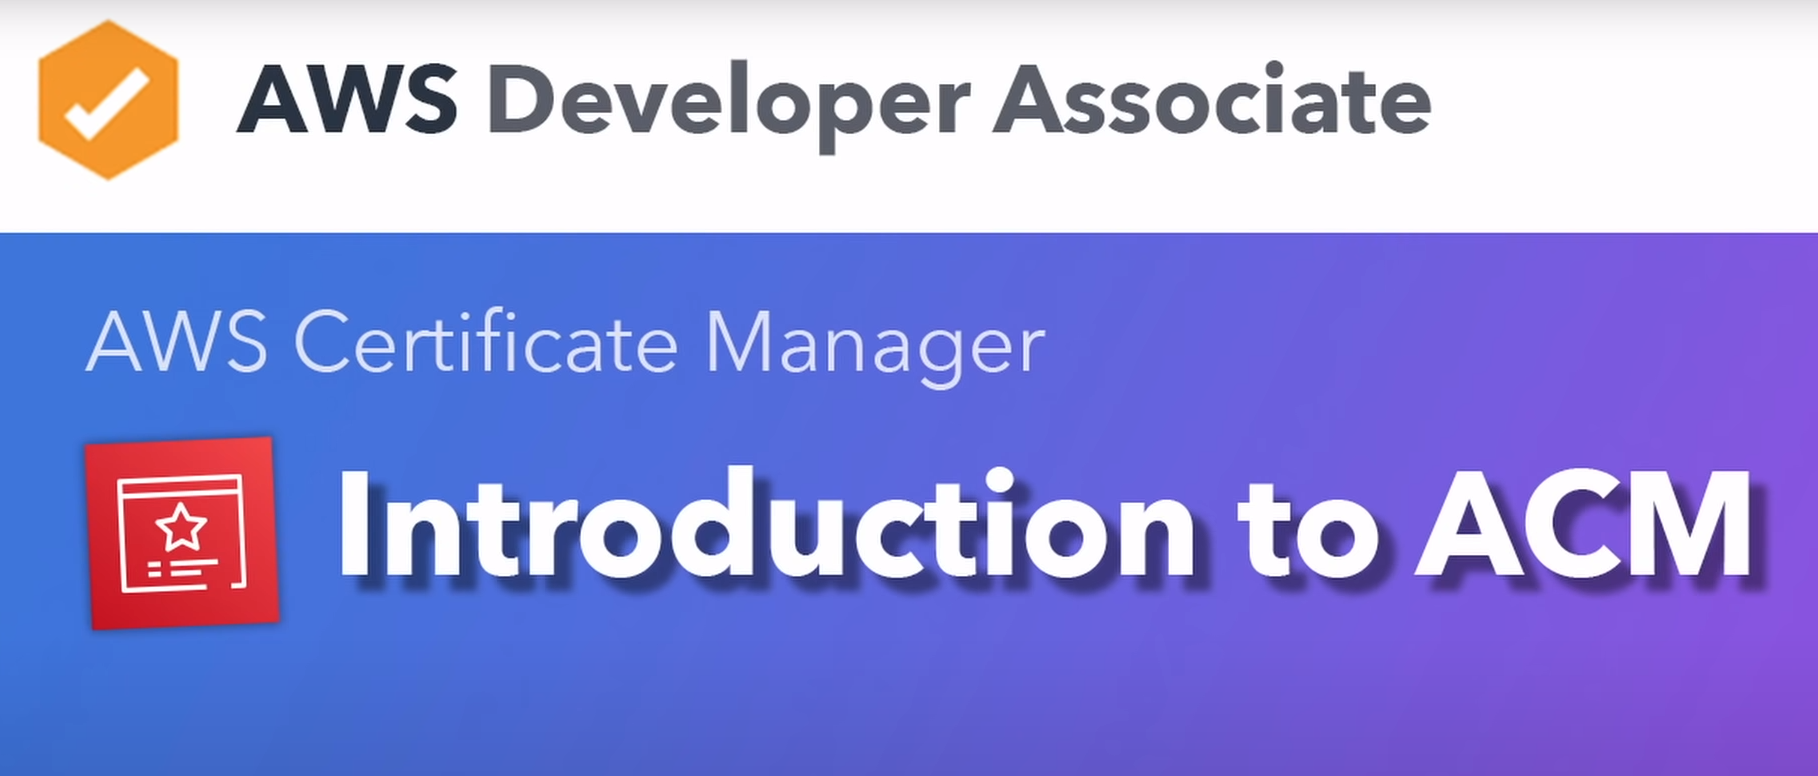 AWS Developer Associate
AWS Certificate Manager
Introduction to ACM